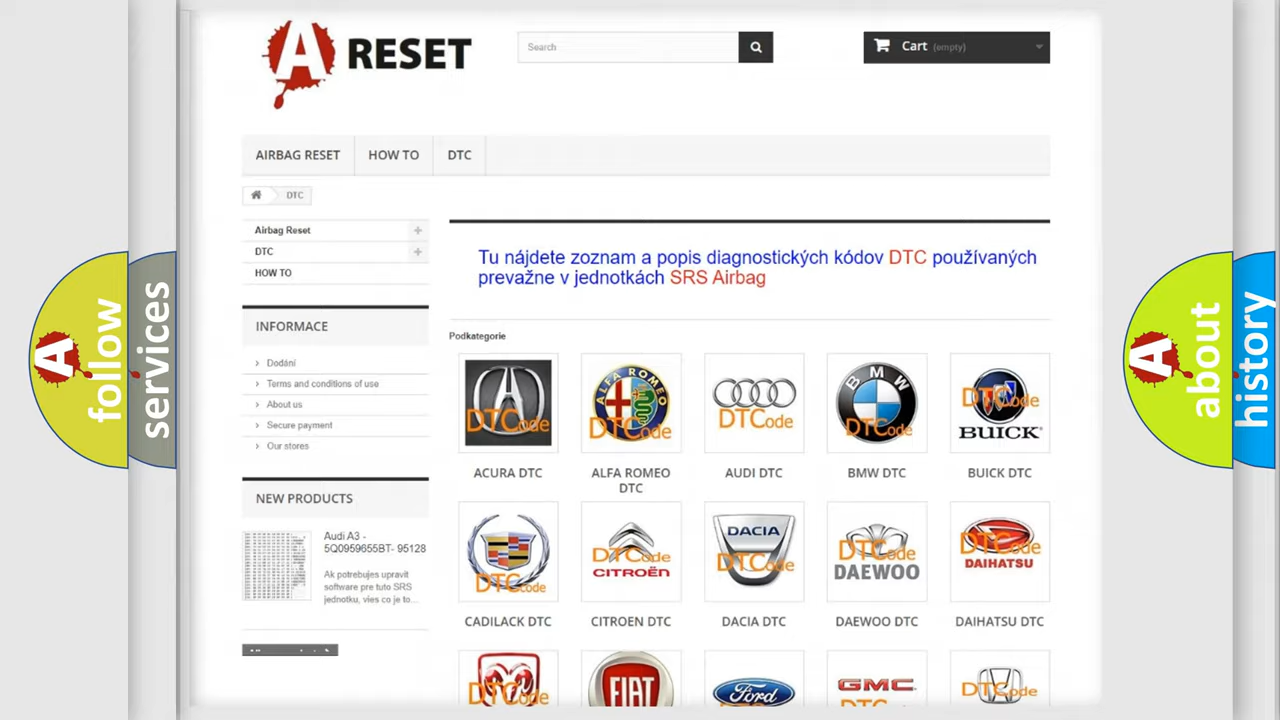 A RESET
Search
Cart (empty)
AIRBAG RESET
HOW TO
DTC
DTC
Airbag Reset
DTC
HOW TO
INFORMACE
Dodání
Terms and conditions of use
About us
Secure payment
Our stores
NEW PRODUCTS
Audi A3 -
5Q0959655BT- 95128
Ak potrebujes upravit
software pre tuto SRS
jednotku, vies co je to...
Tu nájdete zoznam a popis diagnostických kódov DTC používaných
prevažne v jednotkách SRS Airbag
Podkategorie
DTCode
ALFA ROMEO
DTCode
DTCode
BMW
DTCode
DTCode
BUICK
ACURA DTC
ALFA ROMEO
DTC
AUDI DTC
BMW DTC
BUICK DTC
DTCode
DTCode
CITROËN
DACIA
DTCode
DTCode
DAEWOO
DTCode
DAIHATSU
CADILACK DTC
CITROEN DTC
DACIA DTC
DAEWOO DTC
DAIHATSU DTC
DTCode
FIAT
Ford
GMC
DTCode
A follow
services
A about
history